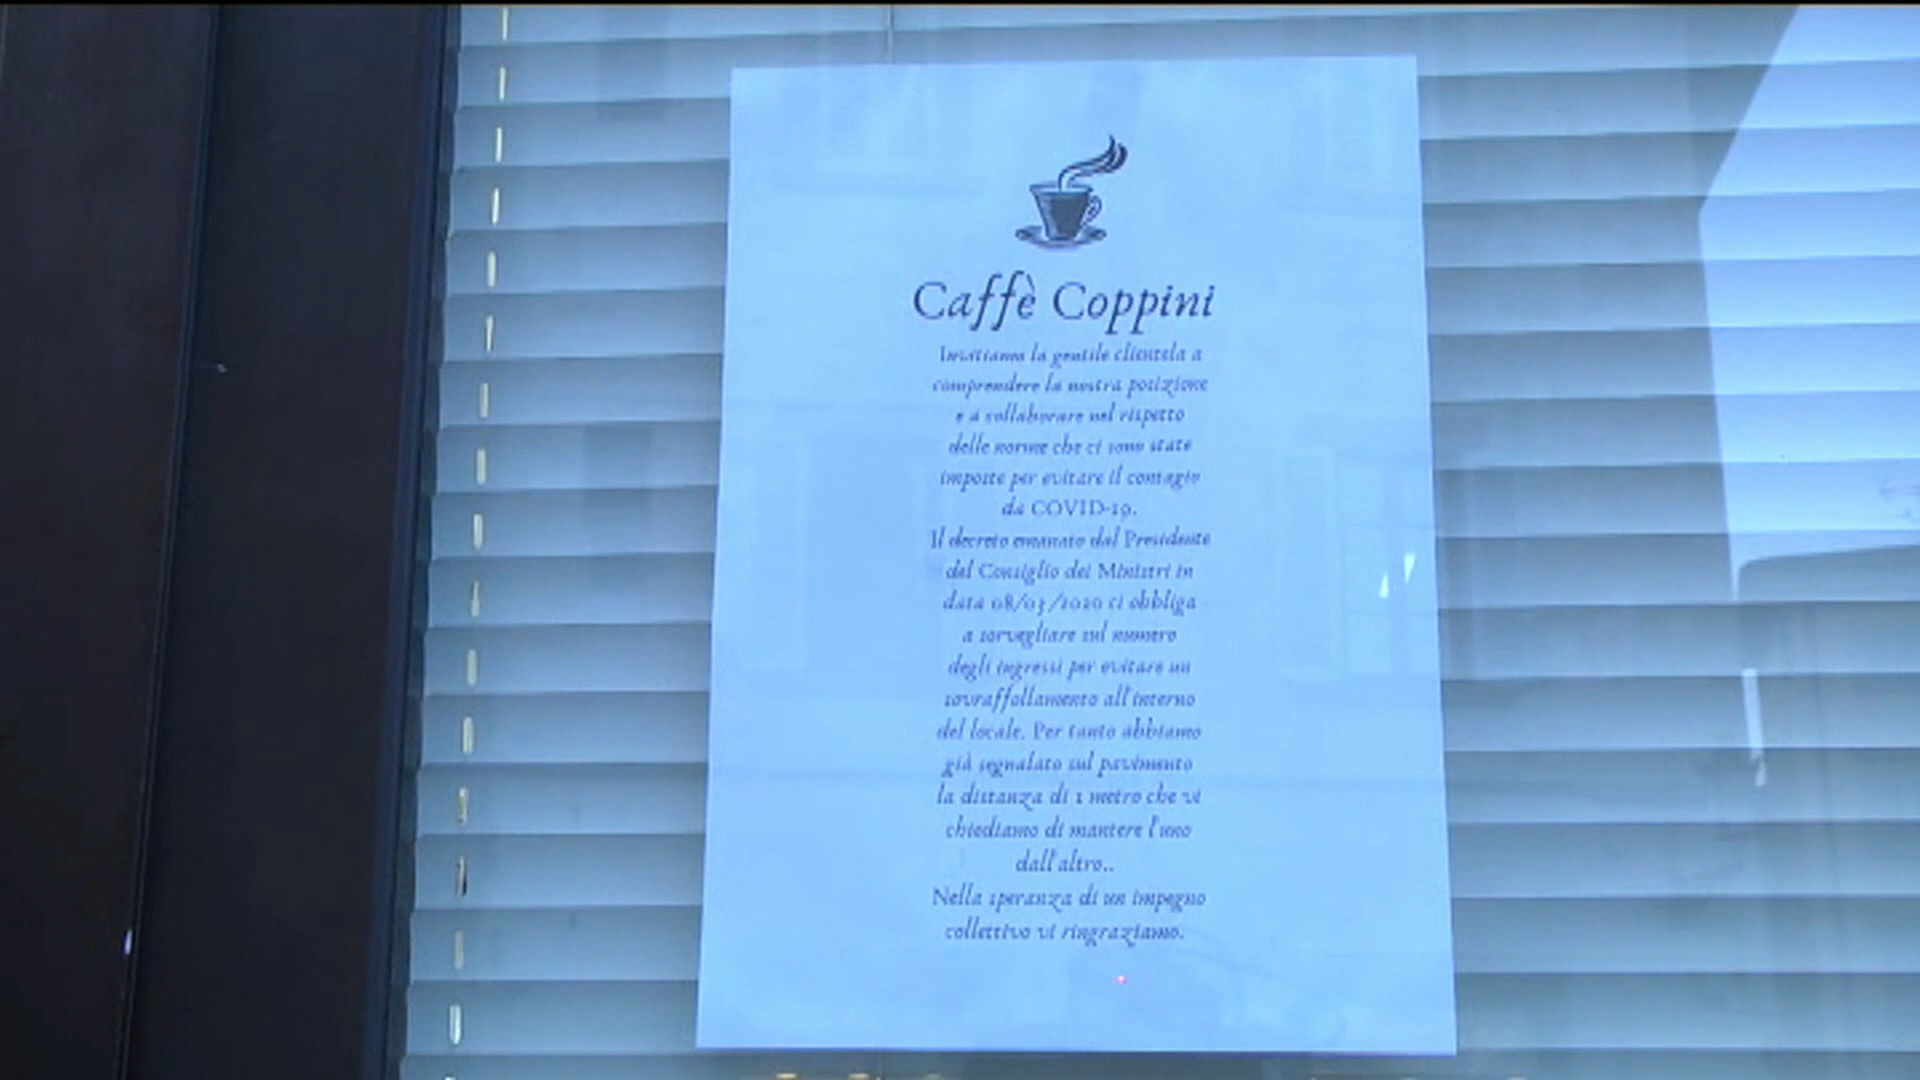 Caffè Coppini
Invitiamo la gentile clientela a
comprendere la nostra posizione
e a collaborare nel rispetto
delle norme che ci sono state
imposte per evitare il contagio
da COVID-19.
Il decreto emanato dal Presidente
del Consiglio dei Ministri in
data 08/03/2020 ci obbliga
a sorvegliare sul numero
degli ingressi per evitare un
sovraffollamento all'interno
del locale. Per tanto abbiamo
già segnalato sul pavimento
la distanza di 1 metro che vi
chiediamo di mantere l'uno
dall'altro..
Nella speranza di un impegno
collettivo vi ringraziamo.